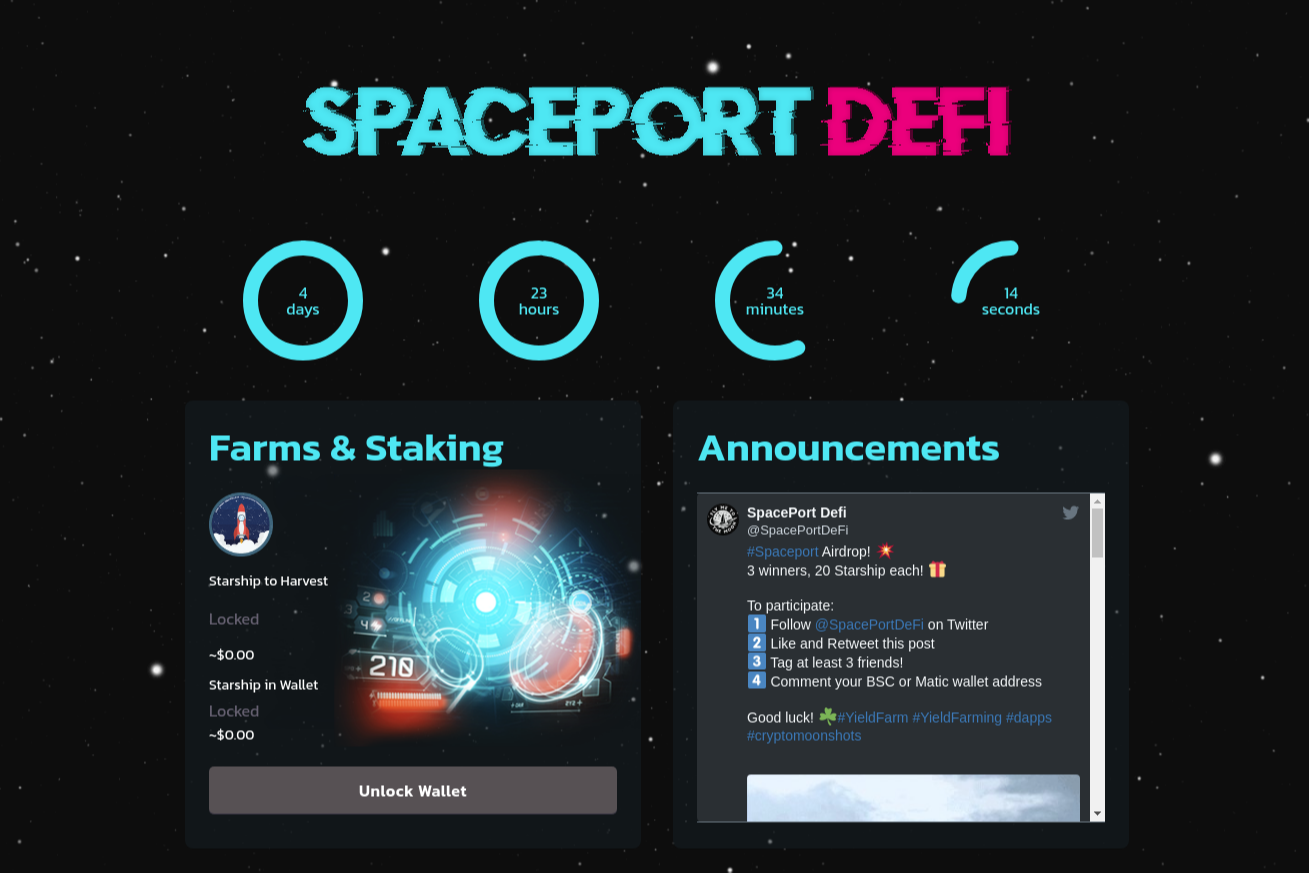 SPACEPORT DEFI
4
days
23
hours
34
minutes
14
seconds
Farms & Staking
Starship to Harvest
Locked
~$0.00
Starship in Wallet
Locked
~$0.00
210
Unlock Wallet
Announcements
SpacePort Defi
@SpacePortDeFi
#Spaceport Airdrop! 💥
3 winners, 20 Starship each! 🎁
To participate:
1️⃣ Follow @SpacePortDeFi on Twitter
2️⃣ Like and Retweet this post
3️⃣ Tag at least 3 friends!
4️⃣ Comment your BSC or Matic wallet address
Good luck! ☘️#YieldFarm #YieldFarming #dapps
#cryptomoonshots